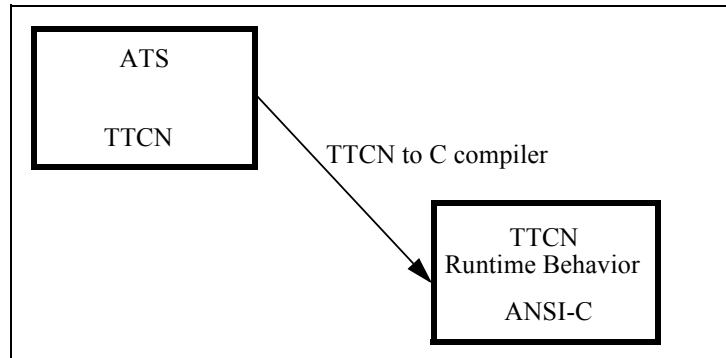 ATS
TTCN
TTCN to C compiler
TTCN
Runtime Behavior
ANSI-C